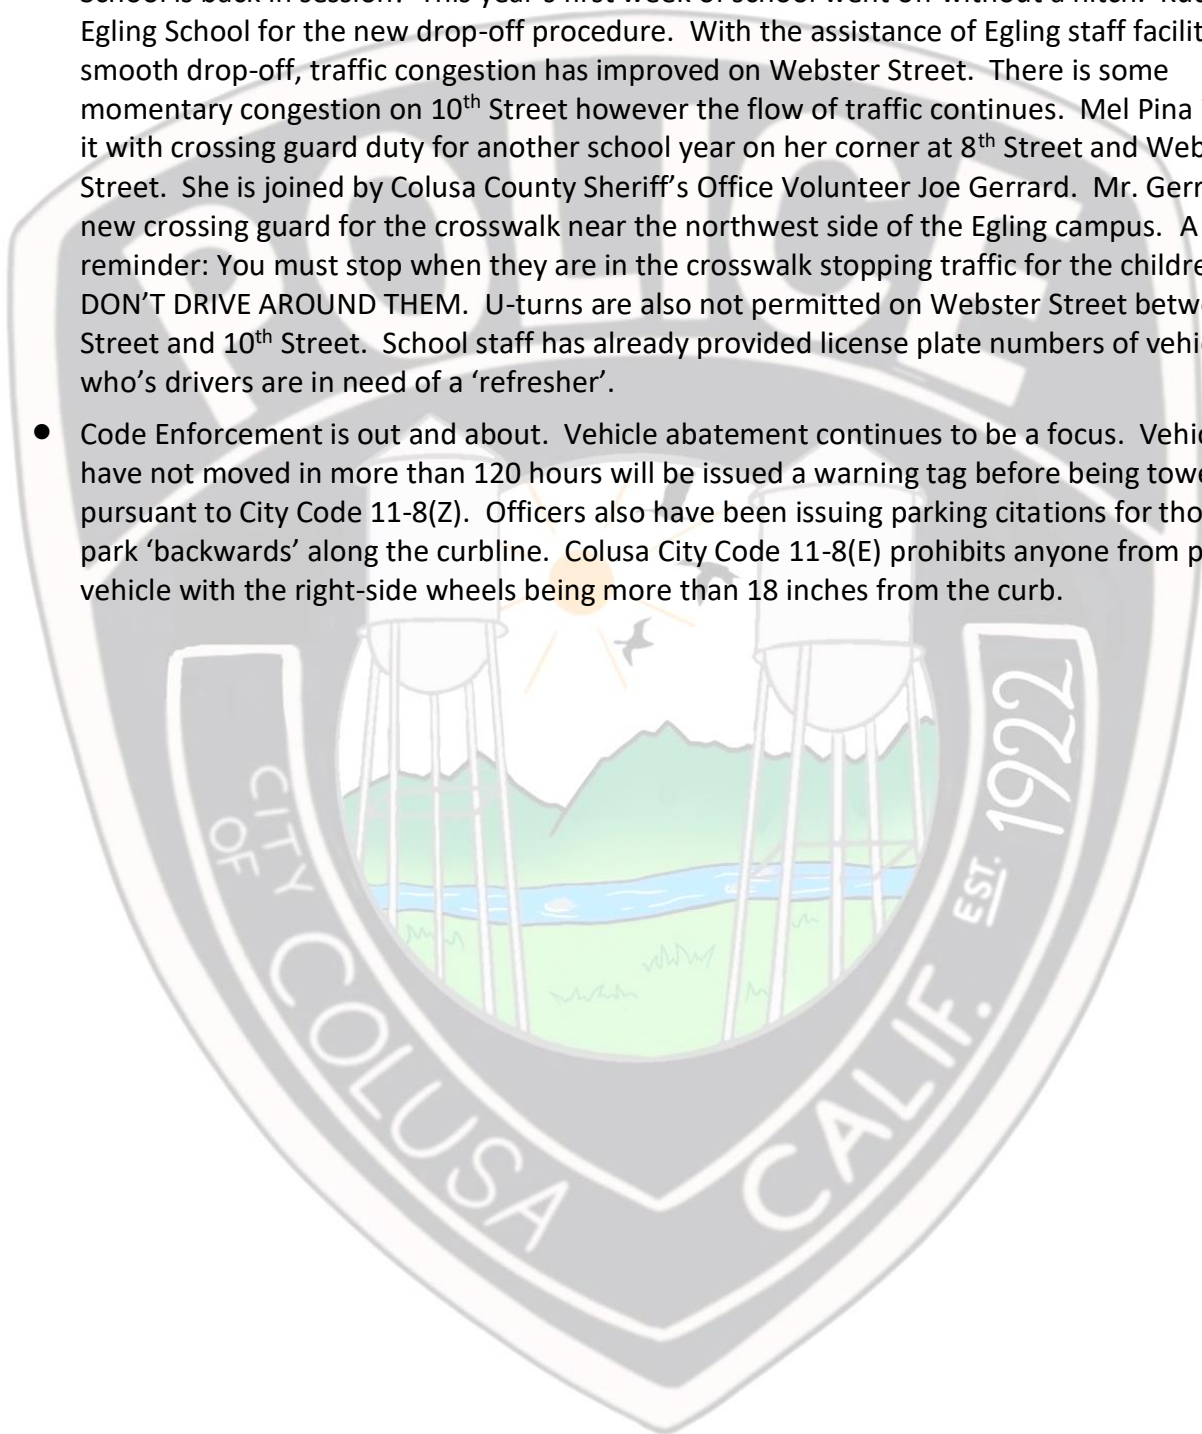 School is back in session! This year's first week of school went off without a hitch.
Egling School for the new drop-off procedure. With the assistance of Egling staff
smooth drop-off, traffic congestion has improved on Webster Street. There is some
momentary congestion on 10th Street however the flow of traffic continues. Mel Pina
it with crossing guard duty for another school year on her corner at 8th Street and
Street. She is joined by Colusa County Sheriff's Office Volunteer Joe Gerrard. Mr.
new crossing guard for the crosswalk near the northwest side of the Egling campus. A
reminder: You must stop when they are in the crosswalk stopping traffic for the
DON'T DRIVE AROUND THEM. U-turns are also not permitted on Webster Street
Street and 10th Street. School staff has already provided license plate numbers of
who's drivers are in need of a 'refresher'.
• Code Enforcement is out and about. Vehicle abatement continues to be a focus.
have not moved in more than 120 hours will be issued a warning tag before being
pursuant to City Code 11-8(Z). Officers also have been issuing parking citations for
park 'backwards' along the curbline. Colusa City Code 11-8(E) prohibits anyone from
vehicle with the right-side wheels being more than 18 inches from the curb.
POLICE
CITY OF COLUSA
CALIF.
EST. 1922